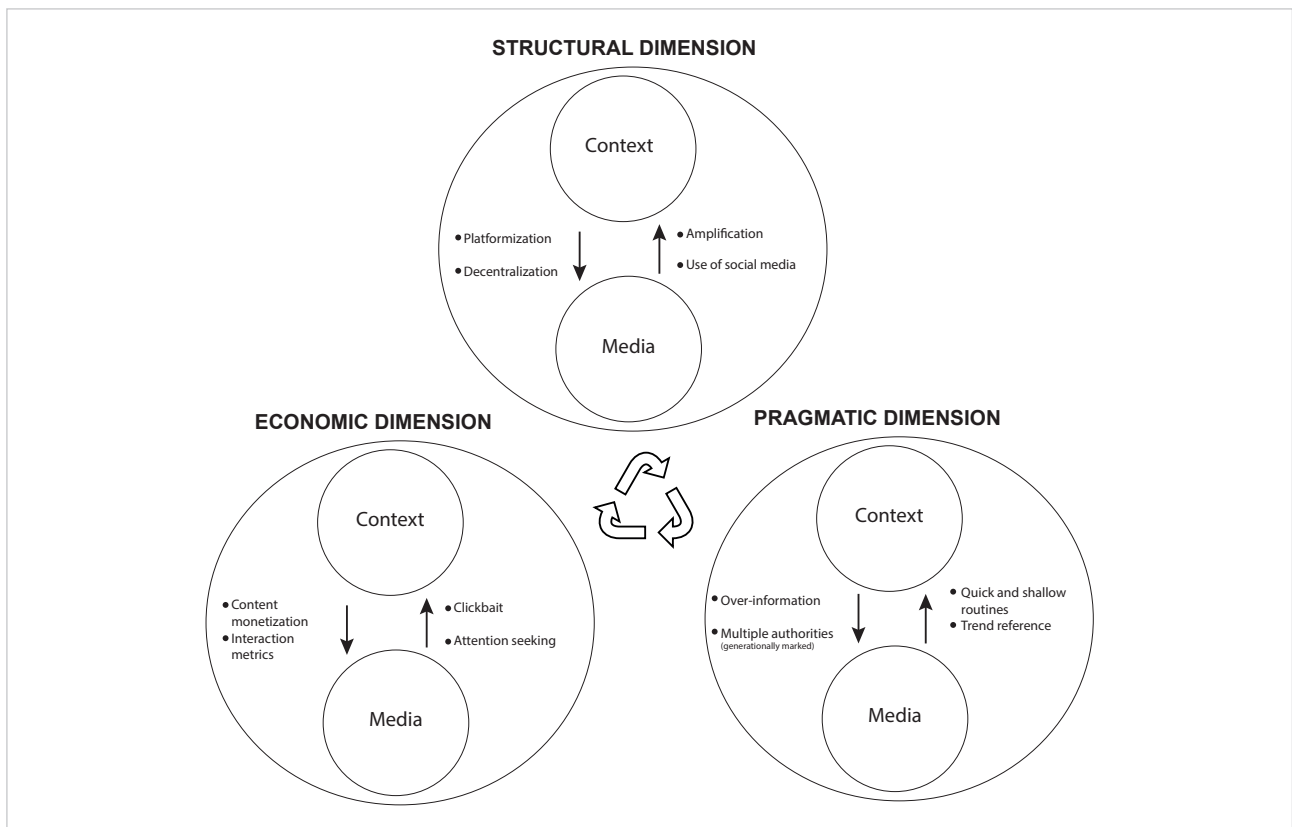 STRUCTURAL DIMENSION
Context
● Platformization
● Decentralization
● Amplification
● Use of social media
Media
ECONOMIC DIMENSION
Context
● Content
monetization
● Interaction
metrics
● Clickbait
● Attention seeking
Media
PRAGMATIC DIMENSION
Context
● Over-information
● Multiple authorities
(generationally marked)
● Quick and shallow
routines
● Trend reference
Media